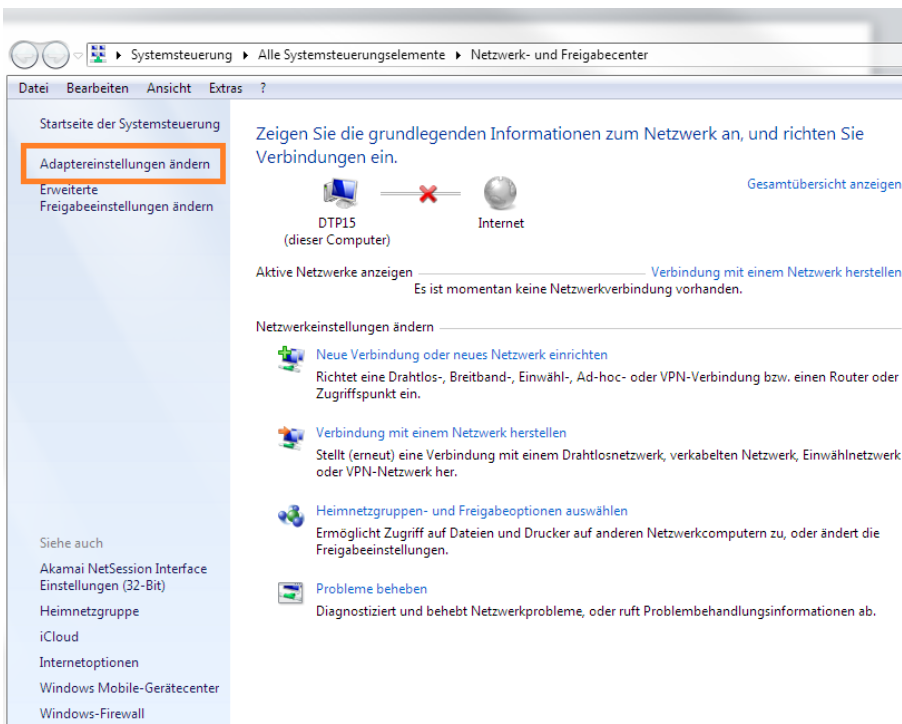 Systemsteuerung ▸ Alle Systemsteuerungselemente ▸ Netzwerk- und Freigabecenter
Datei Bearbeiten Ansicht Extras ?
Startseite der Systemsteuerung
Adaptereinstellungen ändern
Erweiterte
Freigabeeinstellungen ändern
Zeigen Sie die grundlegenden Informationen zum Netzwerk an, und richten Sie
Verbindungen ein.
Gesamtübersicht anzeigen
DTP15
(dieser Computer)
Internet
Aktive Netzwerke anzeigen
Verbindung mit einem Netzwerk herstellen
Es ist momentan keine Netzwerkverbindung vorhanden.
Netzwerkeinstellungen ändern
Neue Verbindung oder neues Netzwerk einrichten
Richtet eine Drahtlos-, Breitband-, Einwähl-, Ad-hoc- oder VPN-Verbindung bzw. einen Router oder
Zugriffspunkt ein.
Verbindung mit einem Netzwerk herstellen
Stellt (erneut) eine Verbindung mit einem Drahtlosnetzwerk, verkabelten Netzwerk, Einwählnetzwerk
oder VPN-Netzwerk her.
Heimnetzgruppen- und Freigabeoptionen auswählen
Ermöglicht Zugriff auf Dateien und Drucker auf anderen Netzwerkcomputern zu, oder ändert die
Freigabeeinstellungen.
Probleme beheben
Diagnostiziert und behebt Netzwerkprobleme, oder ruft Problembehandlungsinformationen ab.
Siehe auch
Akamai NetSession Interface
Einstellungen (32-Bit)
Heimnetzgruppe
iCloud
Internetoptionen
Windows Mobile-Gerätecenter
Windows-Firewall